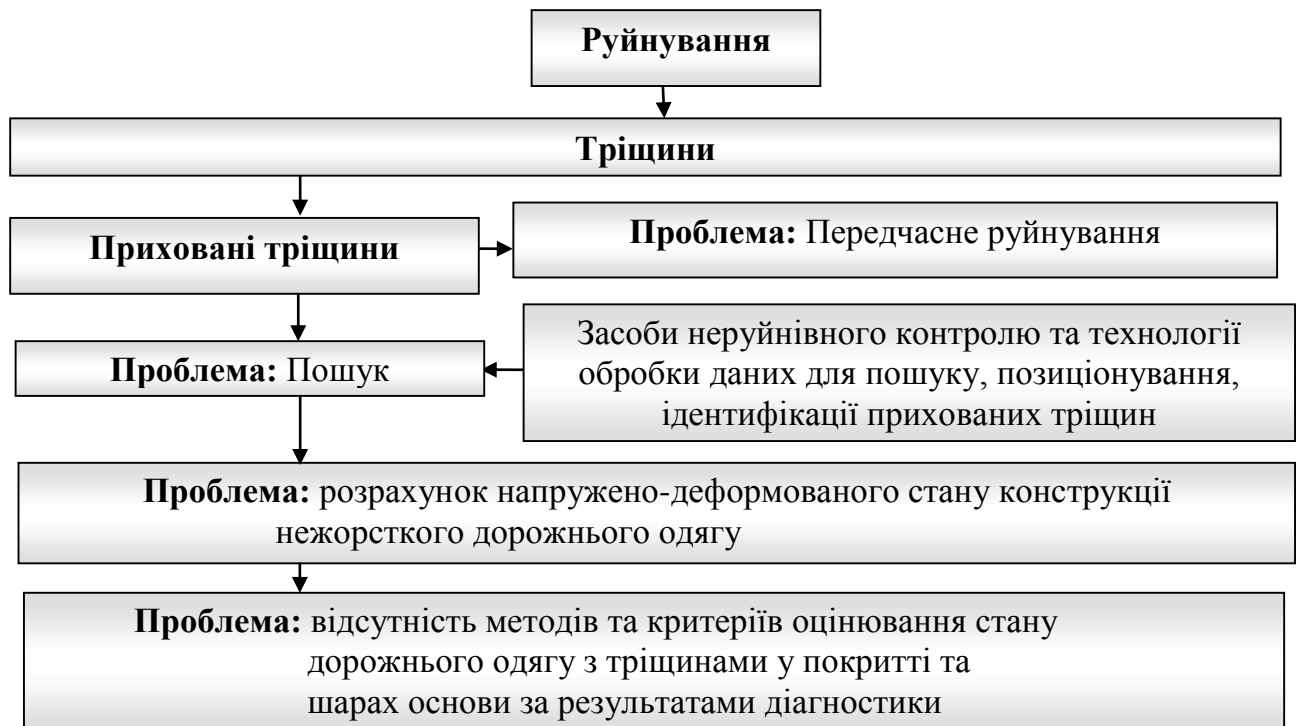 Руйнування
Тріщини
Приховані тріщини
Проблема: Передчасне руйнування
Проблема: Пошук
Засоби неруйнівного контролю та технології
обробки даних для пошуку, позиціонування,
ідентифікації прихованих тріщин
Проблема: розрахунок напружено-деформованого стану конструкції
нежорсткого дорожнього одягу
Проблема: відсутність методів та критеріїв оцінювання стану
дорожнього одягу з тріщинами у покритті та
шарах основи за результатами діагностики